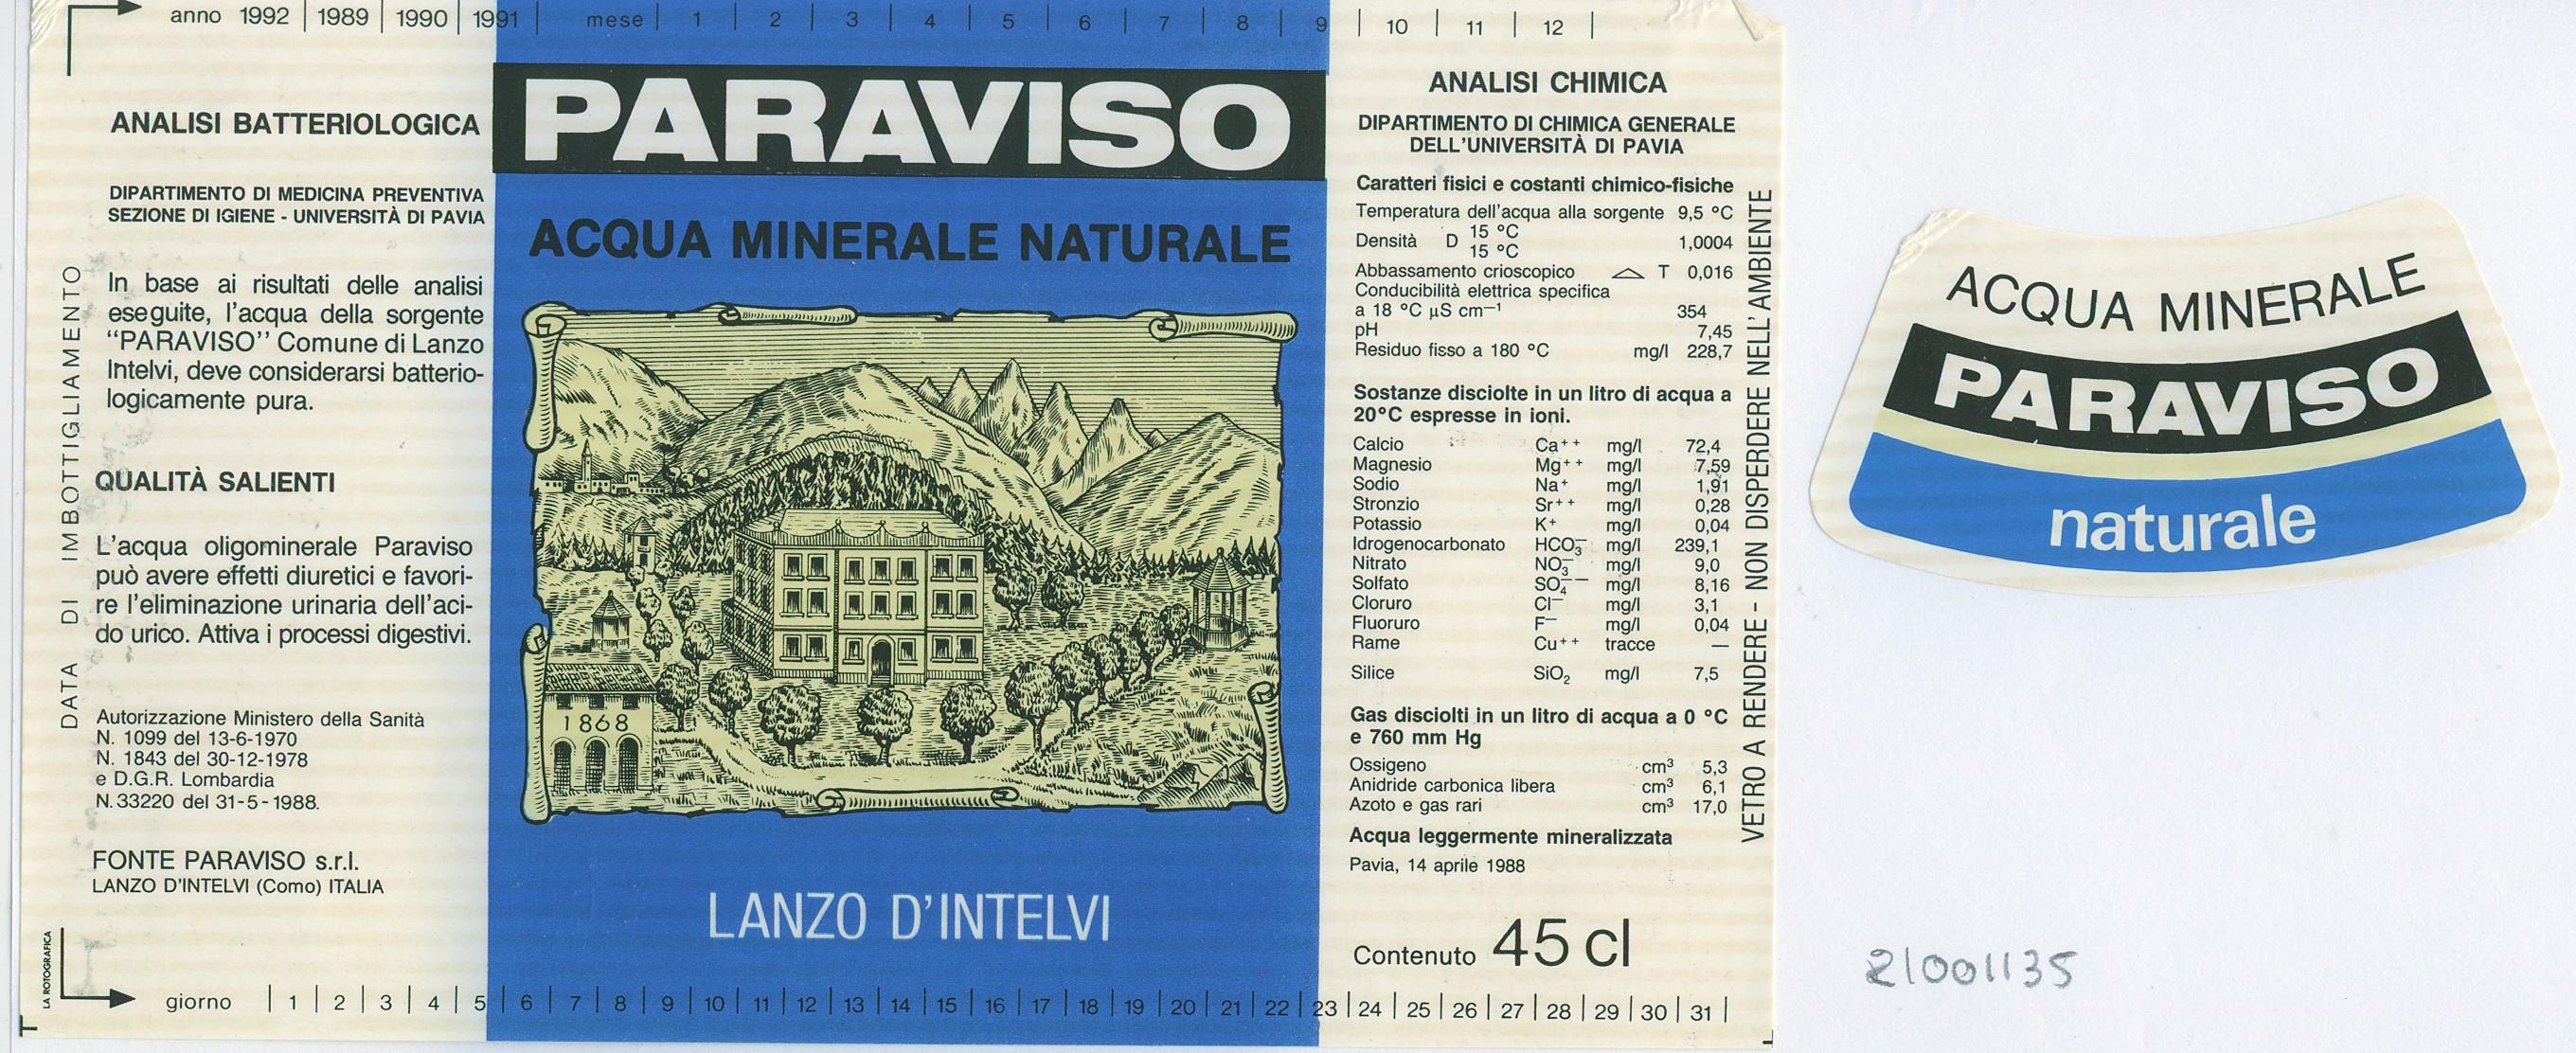 anno 1992 | 1989 | 1990 | 1991 | mese | 1 | 2 | 3 | 4 | 5 | 6 | 7 | 8 | 9 | 10 | 11 | 12 |
ANALISI BATTERIOLOGICA
DIPARTIMENTO DI MEDICINA PREVENTIVA
SEZIONE DI IGIENE - UNIVERSITÀ DI PAVIA
In base ai risultati delle analisi
eseguite, l'acqua della sorgente
"PARAVISO" Comune di Lanzo
Intelvi, deve considerarsi batterio-
logicamente pura.
QUALITÀ SALIENTI
L'acqua oligominerale Paraviso
può avere effetti diuretici e favori-
re l'eliminazione urinaria dell'aci-
do urico. Attiva i processi digestivi.
Autorizzazione Ministero della Sanità
N. 1099 del 13-6-1970
N. 1843 del 30-12-1978
e D.G.R. Lombardia
N. 33220 del 31-5-1988.
FONTE PARAVISO s.r.l.
LANZO D'INTELVI (Como) ITALIA
DATA DI IMBOTTIGLIAMENTO
LA ROTOGRAFICA
PARAVISO
ACQUA MINERALE NATURALE
1868
LANZO D'INTELVI
ANALISI CHIMICA
DIPARTIMENTO DI CHIMICA GENERALE
DELL'UNIVERSITÀ DI PAVIA
Caratteri fisici e costanti chimico-fisiche
Temperatura dell'acqua alla sorgente 9,5 °C
Densità D 15 °C 15 °C 1,0004
Abbassamento crioscopico △ T 0,016
Conducibilità elettrica specifica
a 18 °C µS cm⁻¹ 354
pH 7,45
Residuo fisso a 180 °C mg/l 228,7
Sostanze disciolte in un litro di acqua a
20°C espresse in ioni.
Calcio Ca++ mg/l 72,4
Magnesio Mg++ mg/l 7,59
Sodio Na+ mg/l 1,91
Stronzio Sr++ mg/l 0,28
Potassio K+ mg/l 0,04
Idrogenocarbonato HCO₃⁻ mg/l 239,1
Nitrato NO₃⁻ mg/l 9,0
Solfato SO₄⁻⁻ mg/l 8,16
Cloruro Cl⁻ mg/l 3,1
Fluoruro F⁻ mg/l 0,04
Rame Cu++ tracce —
Silice SiO₂ mg/l 7,5
Gas disciolti in un litro di acqua a 0 °C
e 760 mm Hg
Ossigeno cm³ 5,3
Anidride carbonica libera cm³ 6,1
Azoto e gas rari cm³ 17,0
Acqua leggermente mineralizzata
Pavia, 14 aprile 1988
Contenuto 45 cl
VETRO A RENDERE - NON DISPERDERE NELL'AMBIENTE
giorno | 1 | 2 | 3 | 4 | 5 | 6 | 7 | 8 | 9 | 10 | 11 | 12 | 13 | 14 | 15 | 16 | 17 | 18 | 19 | 20 | 21 | 22 | 23 | 24 | 25 | 26 | 27 | 28 | 29 | 30 | 31 |
ACQUA MINERALE
PARAVISO
naturale
21001135